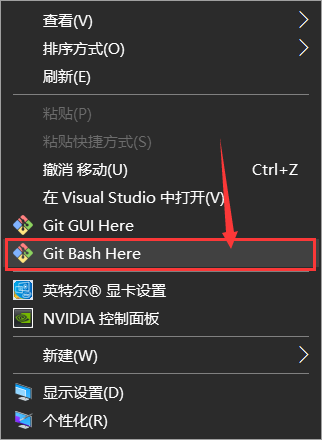 查看(V)
排序方式(O)
刷新(E)
粘贴(P)
粘贴快捷方式(S)
撤消 移动(U) Ctrl+Z
在 Visual Studio 中打开(V)
Git GUI Here
Git Bash Here
英特尔® 显卡设置
NVIDIA 控制面板
新建(W)
显示设置(D)
个性化(R)